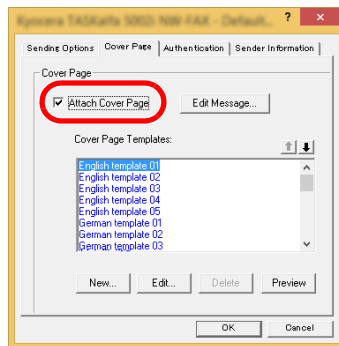 Kyocera TASKalfa 5002i NW-FAX - Default... ?
Sending Options Cover Page Authentication Sender Information
Cover Page
Attach Cover Page Edit Message...
Cover Page Templates:
English template 01
English template 02
English template 03
English template 04
English template 05
German template 01
German template 02
German template 03
New... Edit... Delete Preview
OK Cancel